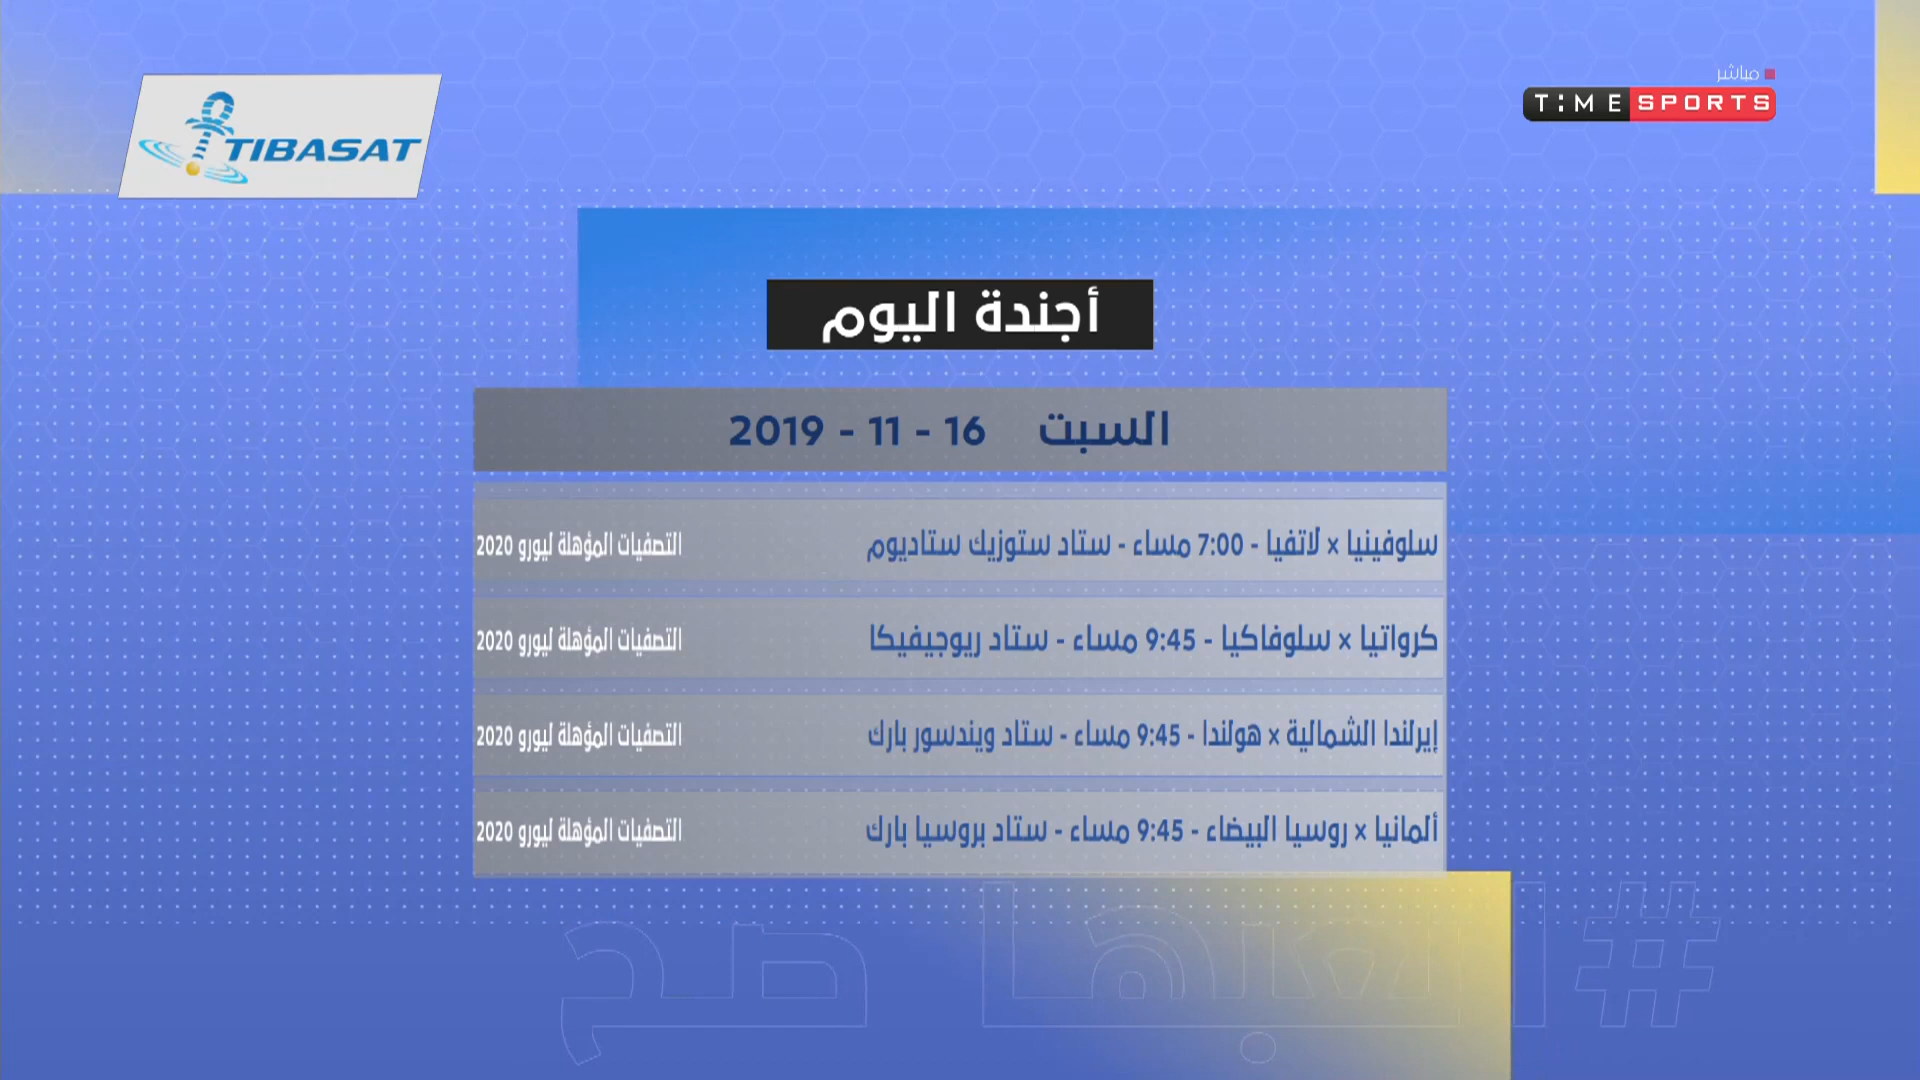 مباشر
TIME SPORTS
TIBASAT
أجندة اليوم
السبت 16 - 11 - 2019
سلوفينيا × لاتفيا - 7:00 مساء - ستاد ستوزيك ستاديوم التصفيات المؤهلة ليورو 2020
كرواتيا × سلوفاكيا - 9:45 مساء - ستاد ريوجيفيكا التصفيات المؤهلة ليورو 2020
إيرلندا الشمالية × هولندا - 9:45 مساء - ستاد ويندسور بارك التصفيات المؤهلة ليورو 2020
ألمانيا × روسيا البيضاء - 9:45 مساء - ستاد بروسيا بارك التصفيات المؤهلة ليورو 2020
#العبها صح